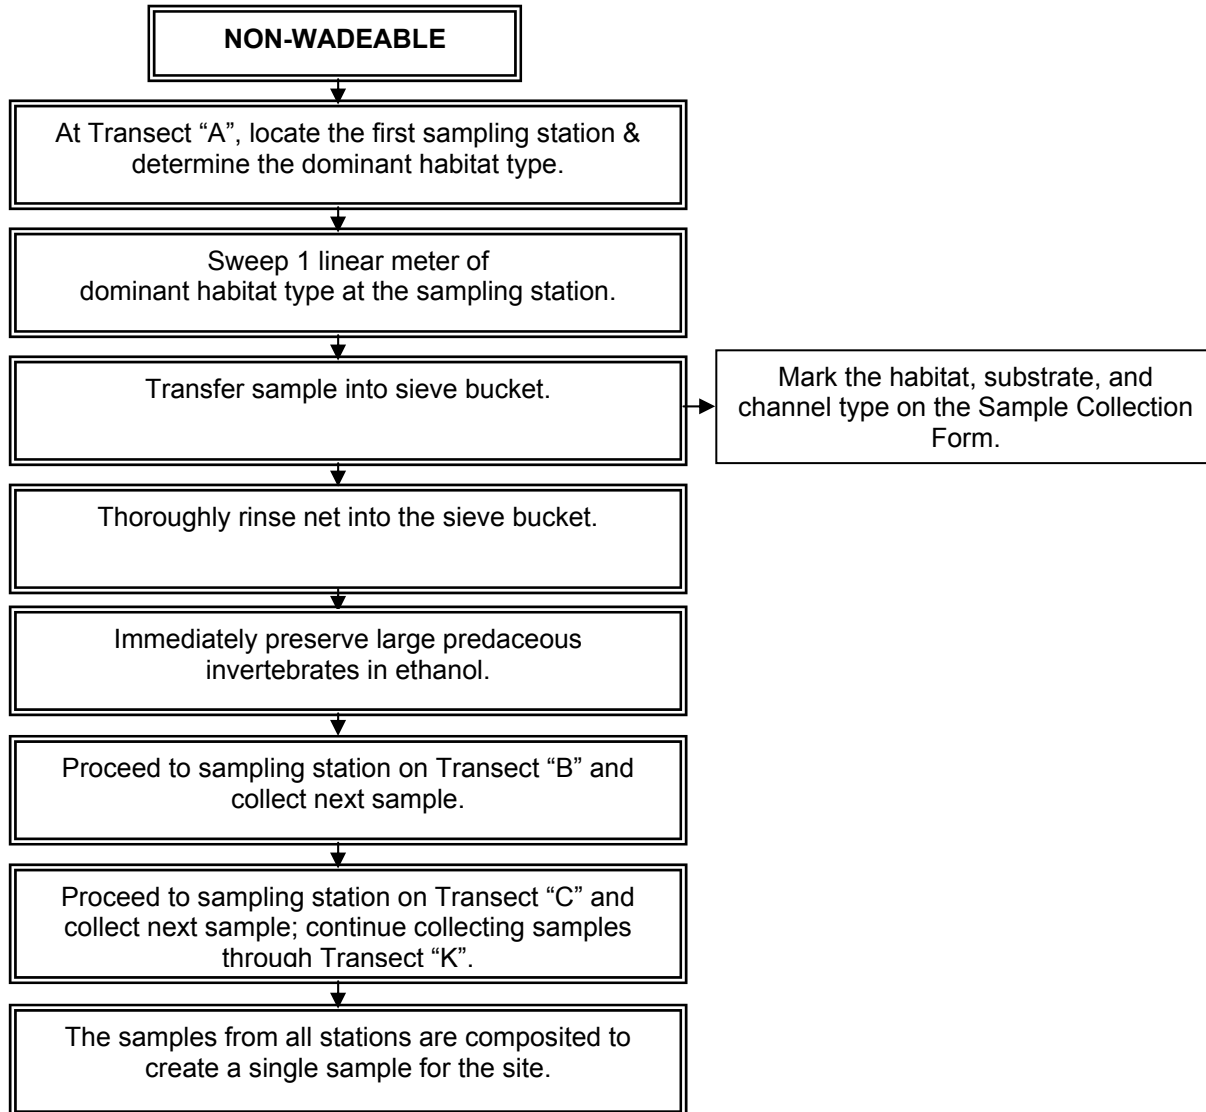 NON-WADEABLE
At Transect “A”, locate the first sampling station &
determine the dominant habitat type.
Sweep 1 linear meter of
dominant habitat type at the sampling station.
Transfer sample into sieve bucket.
Mark the habitat, substrate, and
channel type on the Sample Collection
Form.
Thoroughly rinse net into the sieve bucket.
Immediately preserve large predaceous
invertebrates in ethanol.
Proceed to sampling station on Transect “B” and
collect next sample.
Proceed to sampling station on Transect “C” and
collect next sample; continue collecting samples
through Transect “K”.
The samples from all stations are composited to
create a single sample for the site.